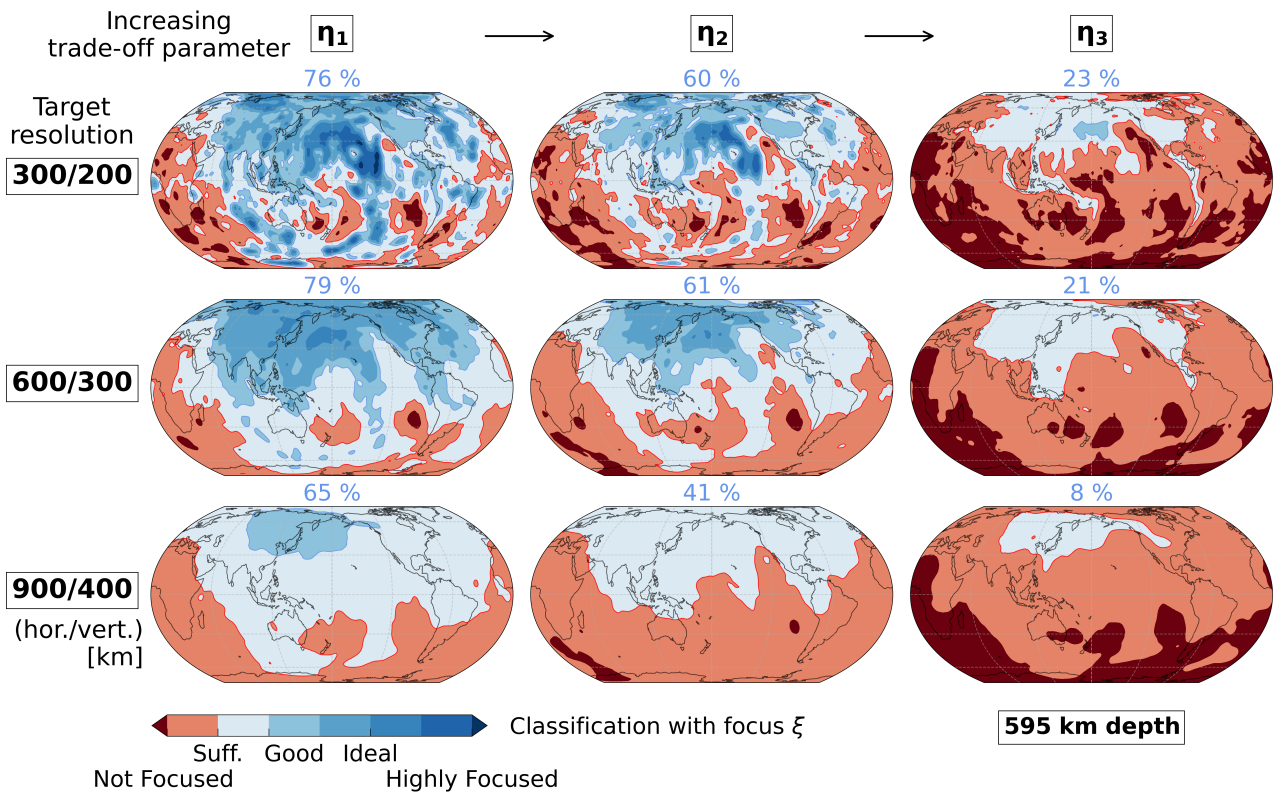 Increasing
trade-off parameter
η1
η2
η3
76 %
60 %
23 %
Target
resolution
300/200
79 %
61 %
21 %
600/300
65 %
41 %
8 %
900/400
(hor./vert.)
[km]
Classification with focus ξ
595 km depth
Suff. Good Ideal
Not Focused Highly Focused